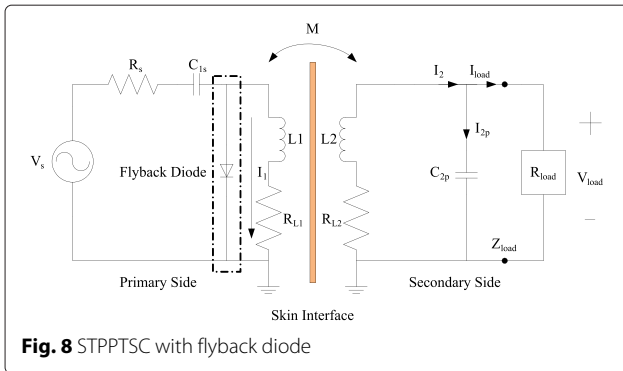 M
R_s
C_1s
I_2
I_load
I_2p
L1
L2
V_s
Flyback Diode
I_1
C_2p
R_load
V_load
+
−
R_L1
R_L2
Z_load
Primary Side
Secondary Side
Skin Interface
Fig. 8 STPPTSC with flyback diode